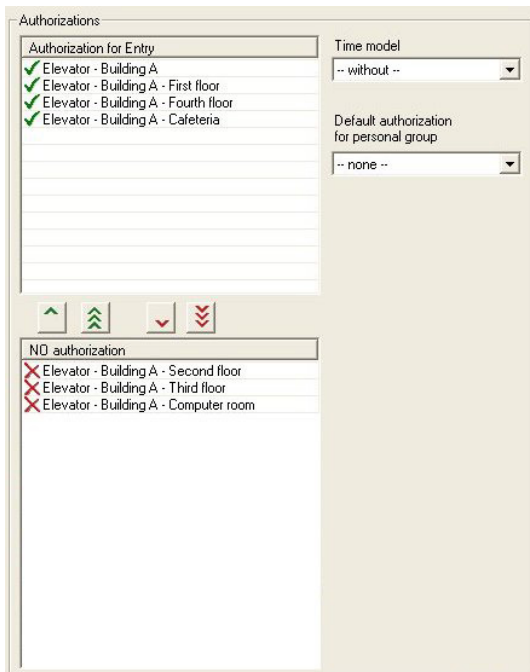 Authorizations
Authorization for Entry
Elevator - Building A
Elevator - Building A - First floor
Elevator - Building A - Fourth floor
Elevator - Building A - Cafeteria
Time model
-- without --
Default authorization
for personal group
-- none --
NO authorization
Elevator - Building A - Second floor
Elevator - Building A - Third floor
Elevator - Building A - Computer room